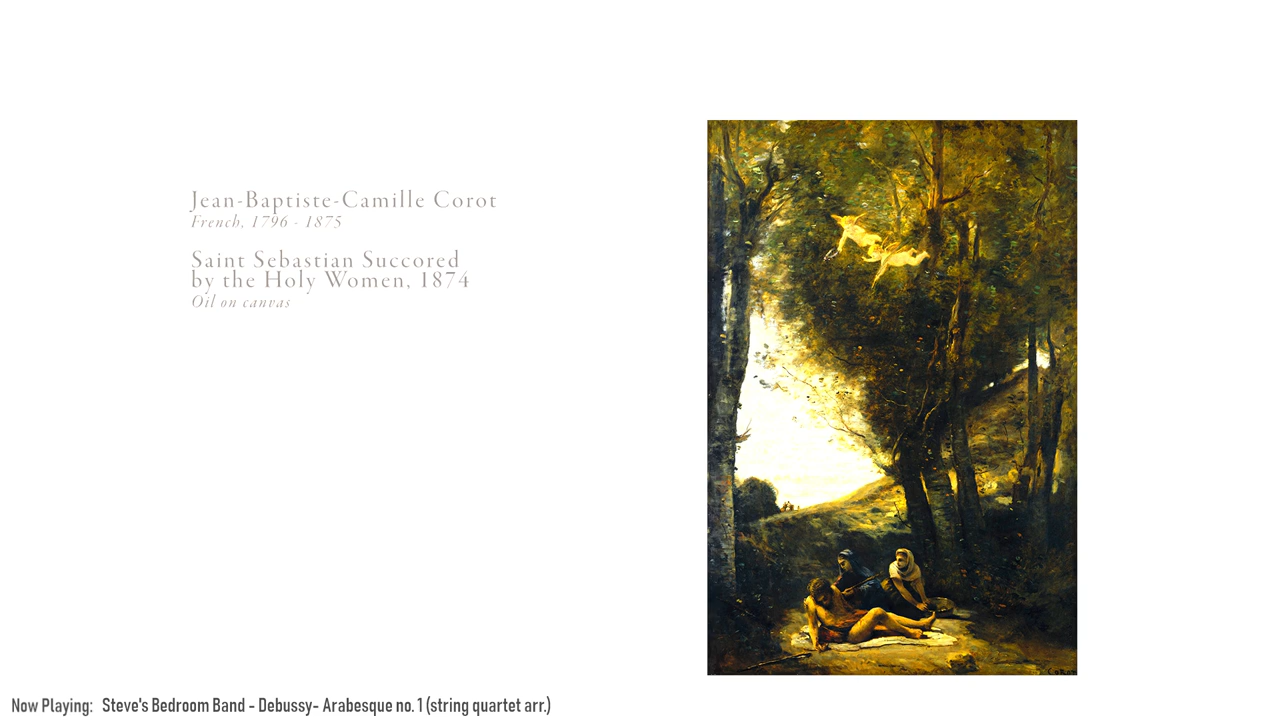 Jean-Baptiste-Camille Corot
French, 1796 - 1875
Saint Sebastian Succored
by the Holy Women, 1874
Oil on canvas
COROT
Now Playing: Steve's Bedroom Band - Debussy- Arabesque no. 1 (string quartet arr.)